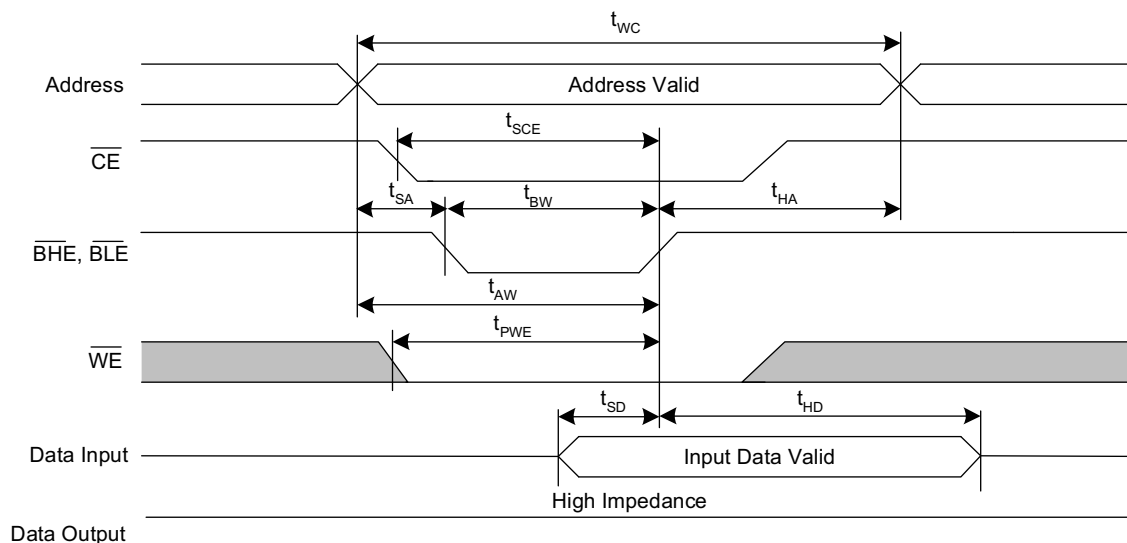 tWC
Address
Address Valid
tSCE
CE
tSA
tBW
tHA
BHE, BLE
tAW
tPWE
WE
tSD
tHD
Data Input
Input Data Valid
High Impedance
Data Output